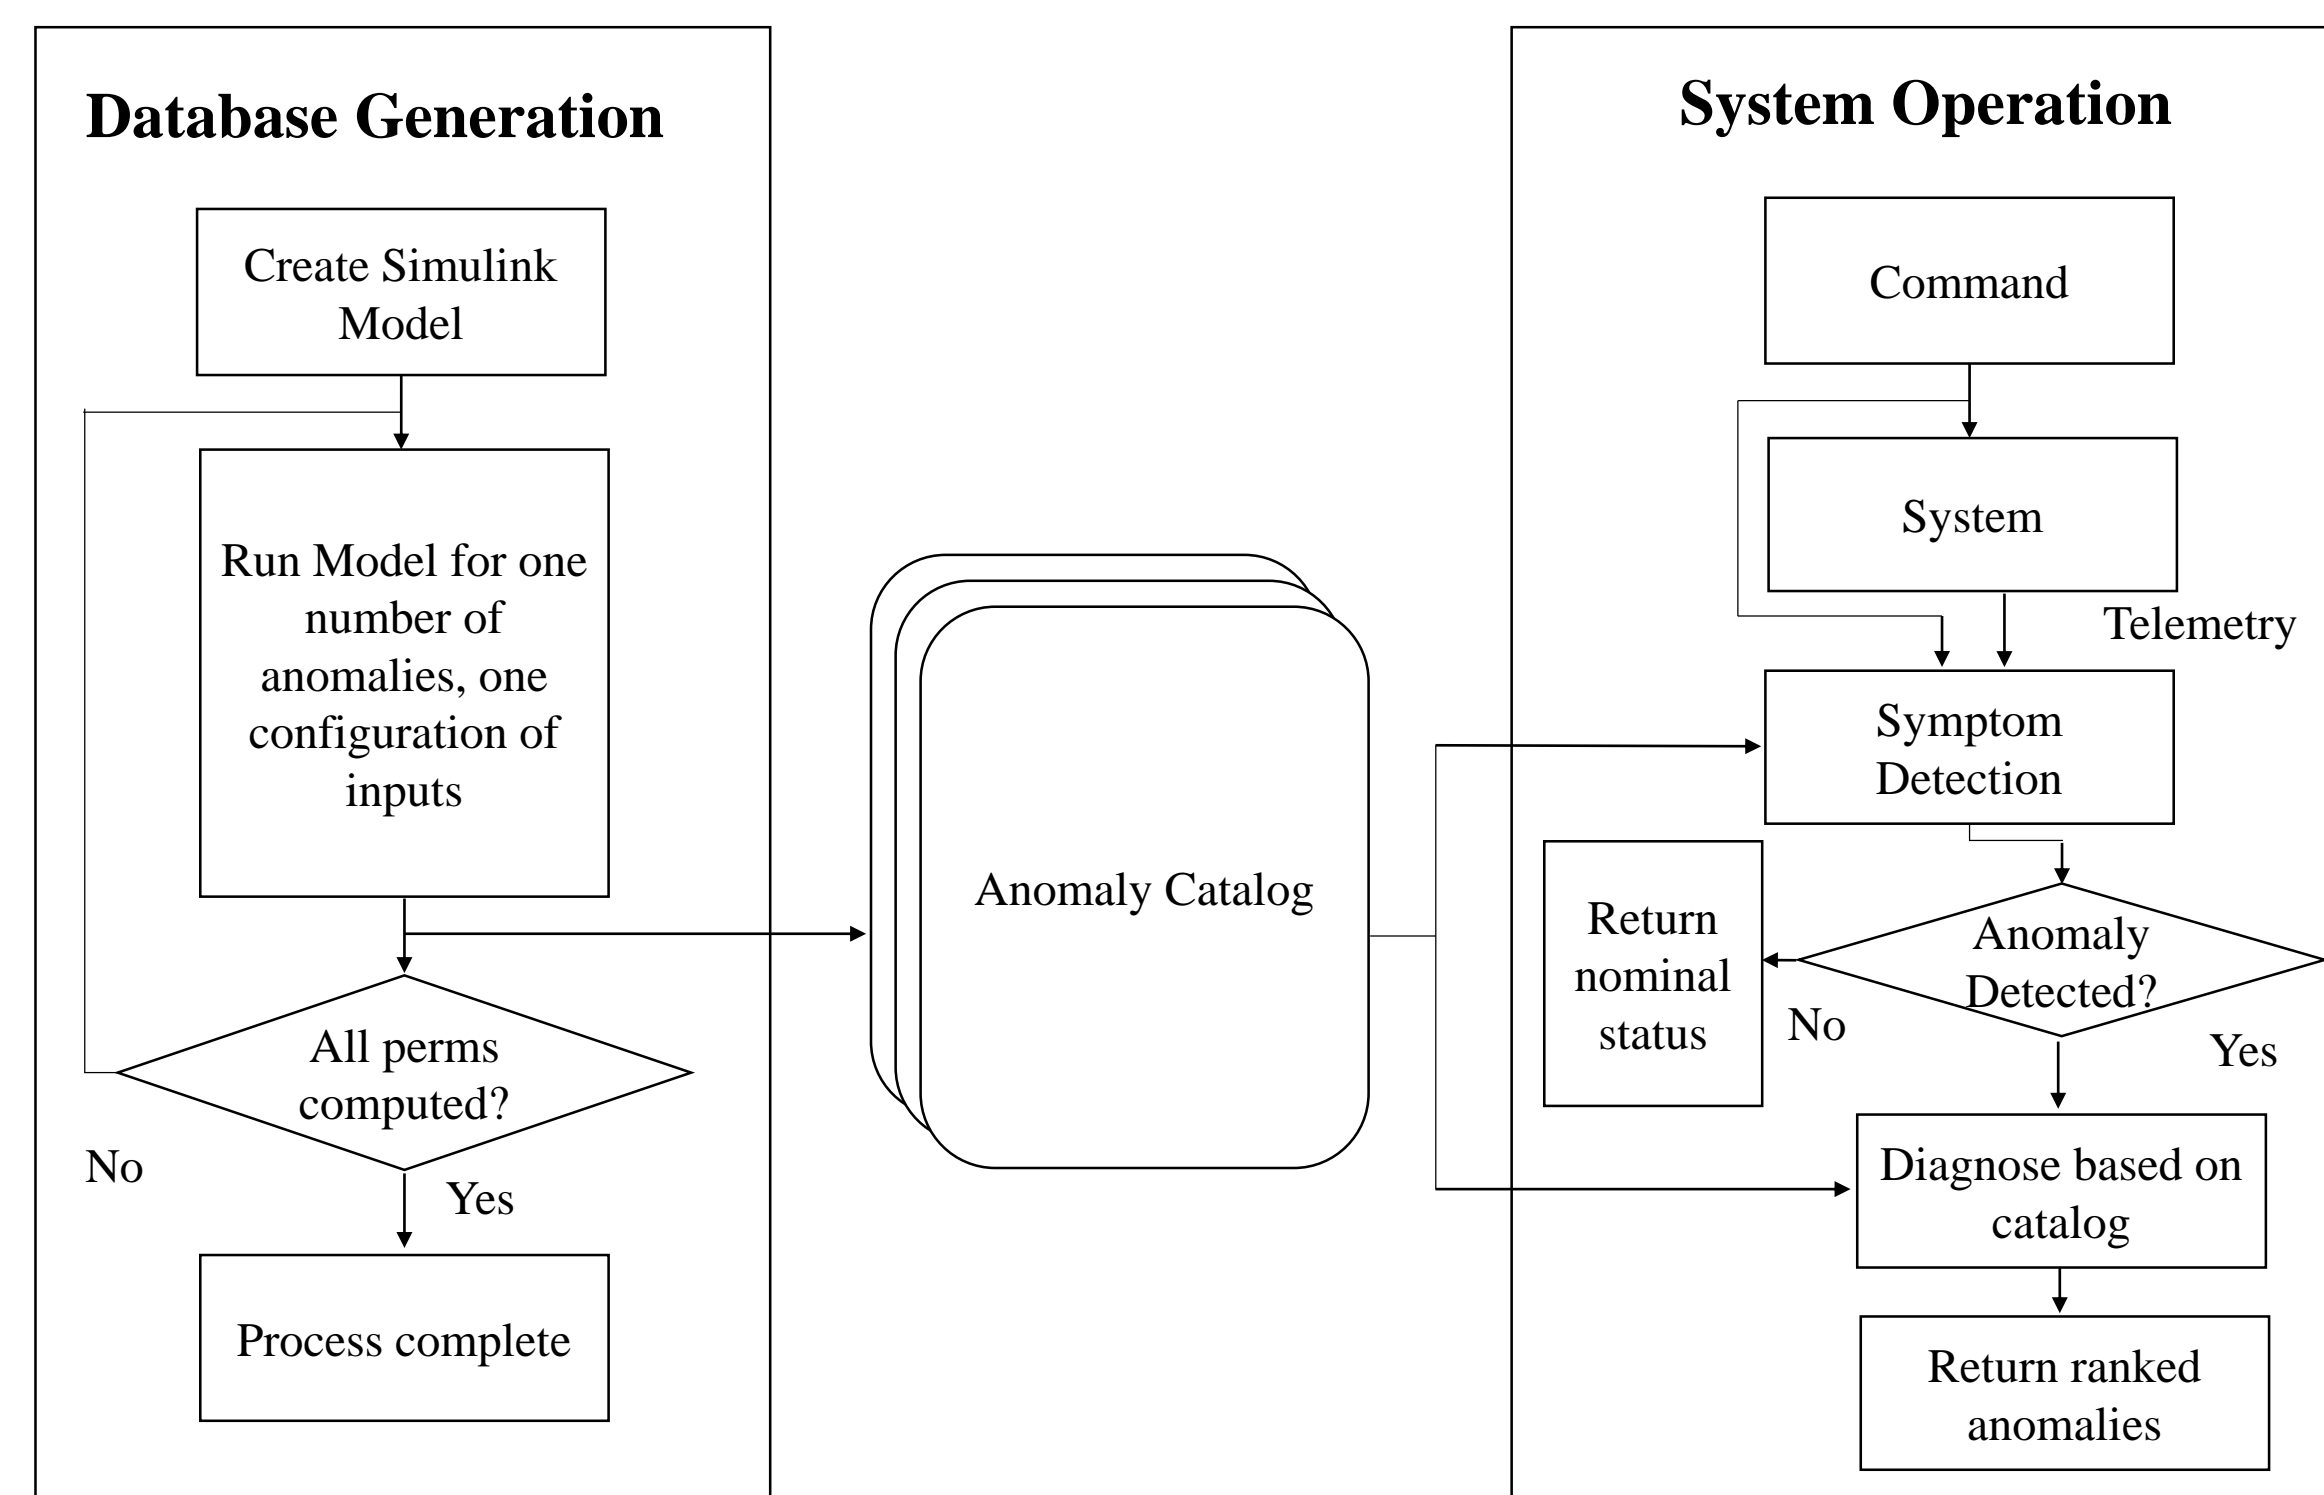 Database Generation
Create Simulink
Model
Run Model for one
number of
anomalies, one
configuration of
inputs
All perms
computed?
No
Yes
Process complete
Anomaly Catalog
System Operation
Command
System
Telemetry
Symptom
Detection
Anomaly
Detected?
No
Yes
Return
nominal
status
Diagnose based on
catalog
Return ranked
anomalies